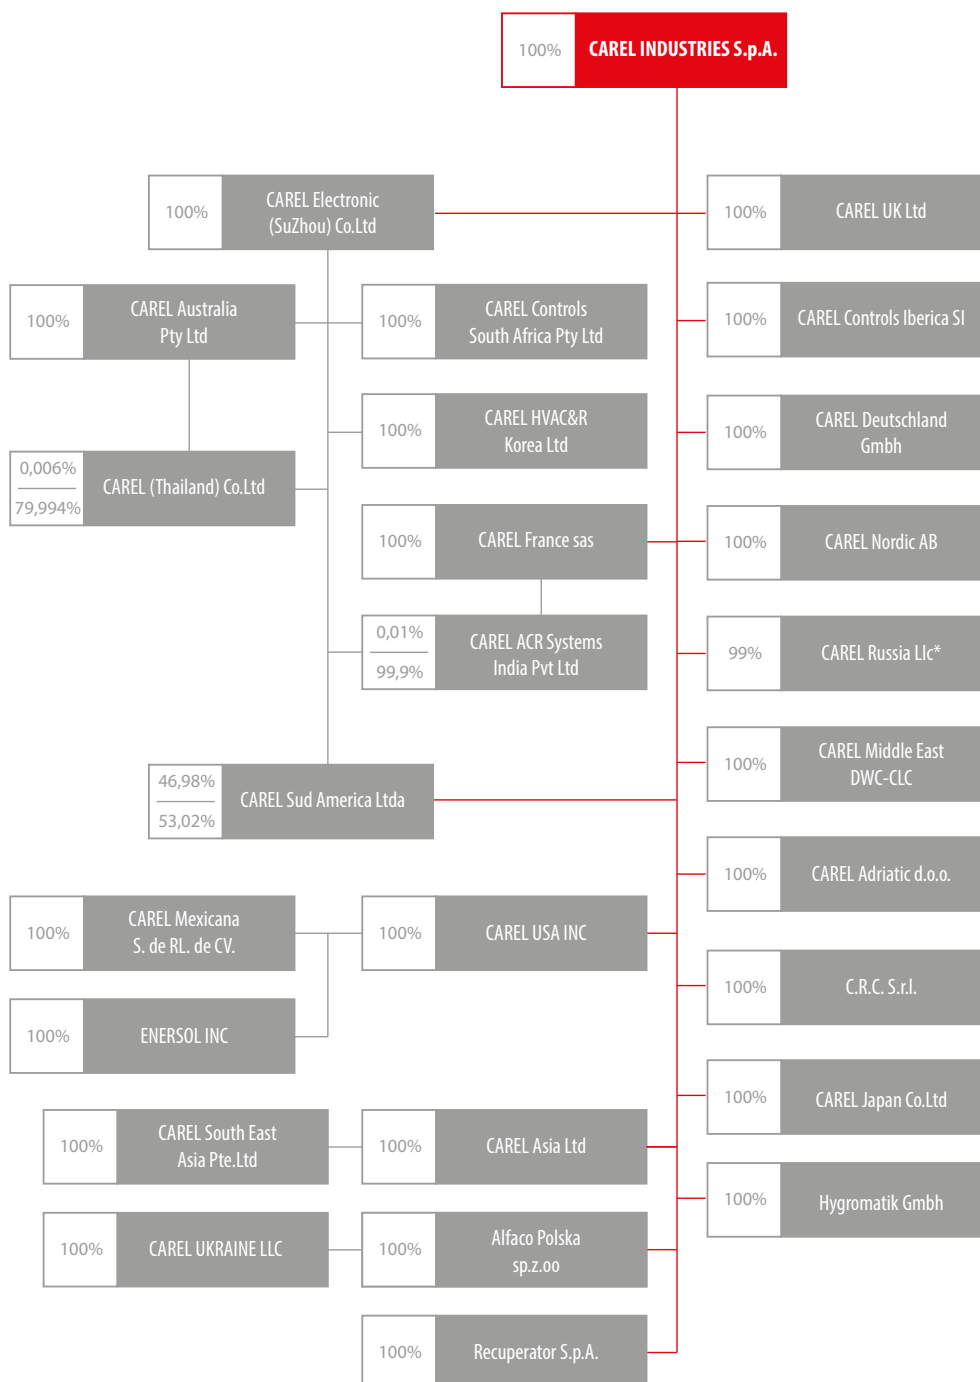 100%
CAREL INDUSTRIES S.p.A.
100%
CAREL Electronic
(SuZhou) Co.Ltd
100%
CAREL UK Ltd
100%
CAREL Australia
Pty Ltd
100%
CAREL Controls
South Africa Pty Ltd
100%
CAREL Controls Iberica Sl
100%
CAREL HVAC&R
Korea Ltd
100%
CAREL Deutschland
Gmbh
0,006%
79,994%
CAREL (Thailand) Co.Ltd
100%
CAREL France sas
100%
CAREL Nordic AB
0,01%
99,9%
CAREL ACR Systems
India Pvt Ltd
99%
CAREL Russia Llc*
100%
CAREL Middle East
DWC-CLC
46,98%
53,02%
CAREL Sud America Ltda
100%
CAREL Adriatic d.o.o.
100%
CAREL Mexicana
S. de RL. de CV.
100%
CAREL USA INC
100%
C.R.C. S.r.l.
100%
ENERSOL INC
100%
CAREL Japan Co.Ltd
100%
CAREL South East
Asia Pte.Ltd
100%
CAREL Asia Ltd
100%
Hygromatik Gmbh
100%
CAREL UKRAINE LLC
100%
Alfaco Polska
sp.z.oo
100%
Recuperator S.p.A.